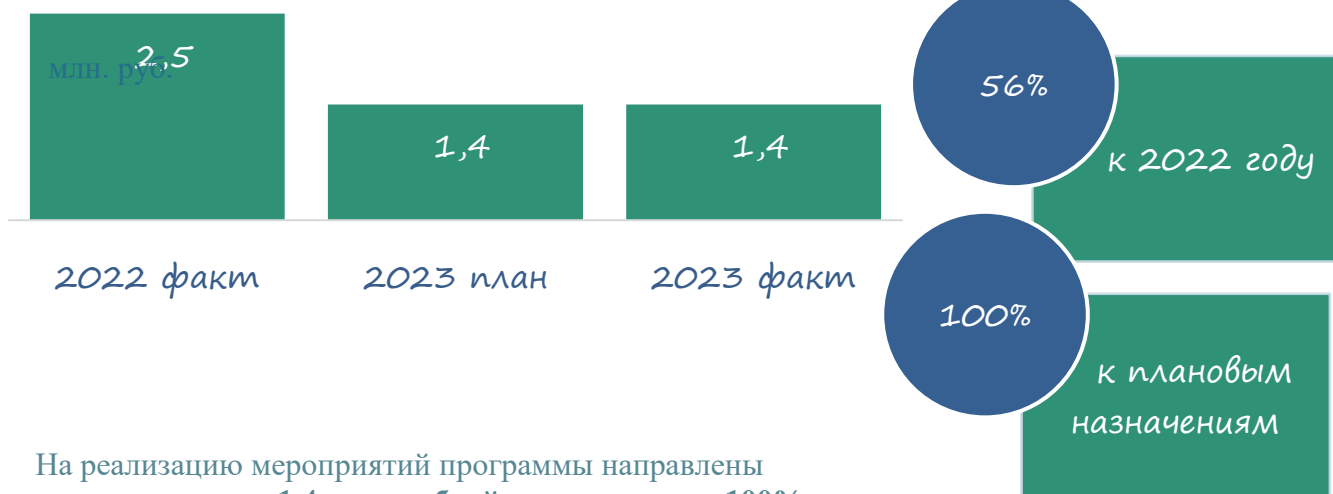 2,5
млн. руб.
1,4
1,4
2022 факт
2023 план
2023 факт
56%
к 2022 году
100%
к плановым
назначениям
На реализацию мероприятий программы направлены